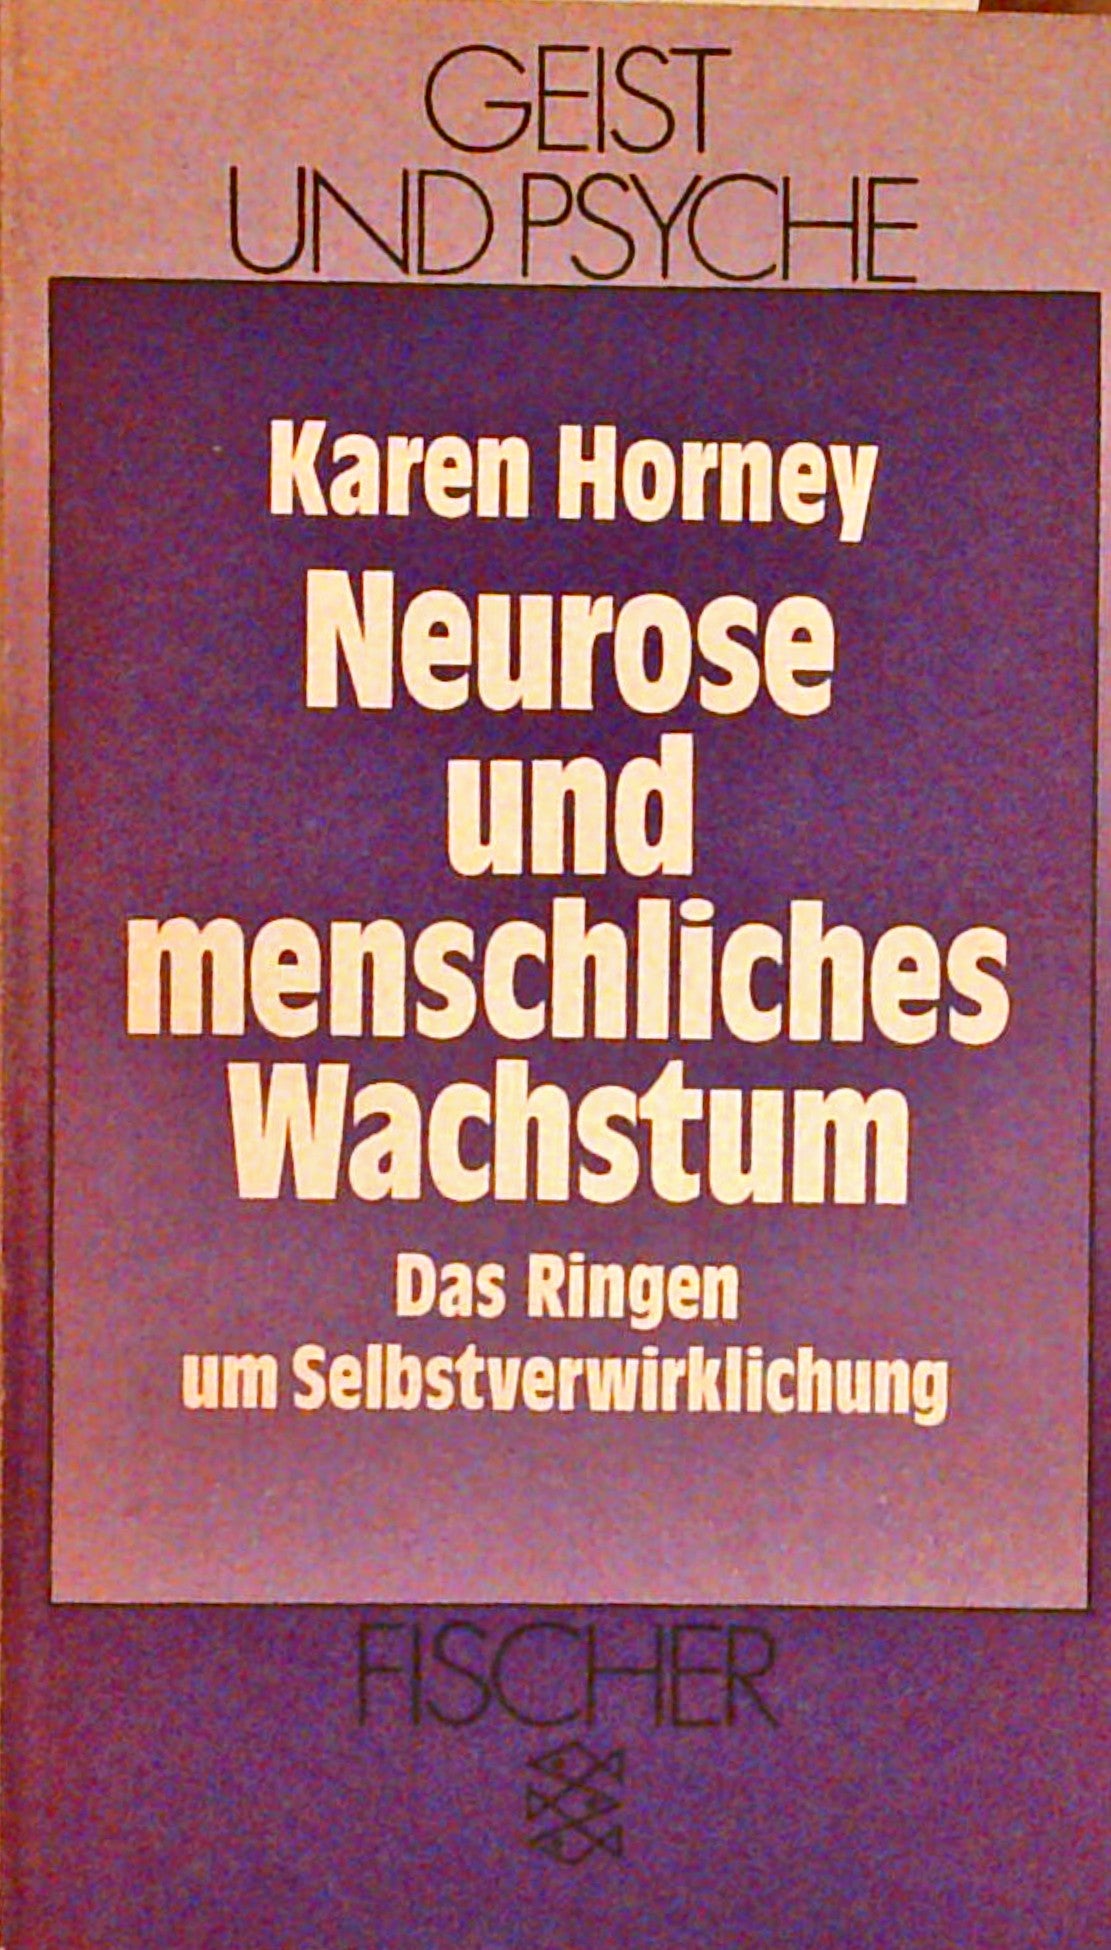 GEIST
UND PSYCHE
Karen Horney
Neurose
und
menschliches
Wachstum
Das Ringen
um Selbstverwirklichung
FISCHER